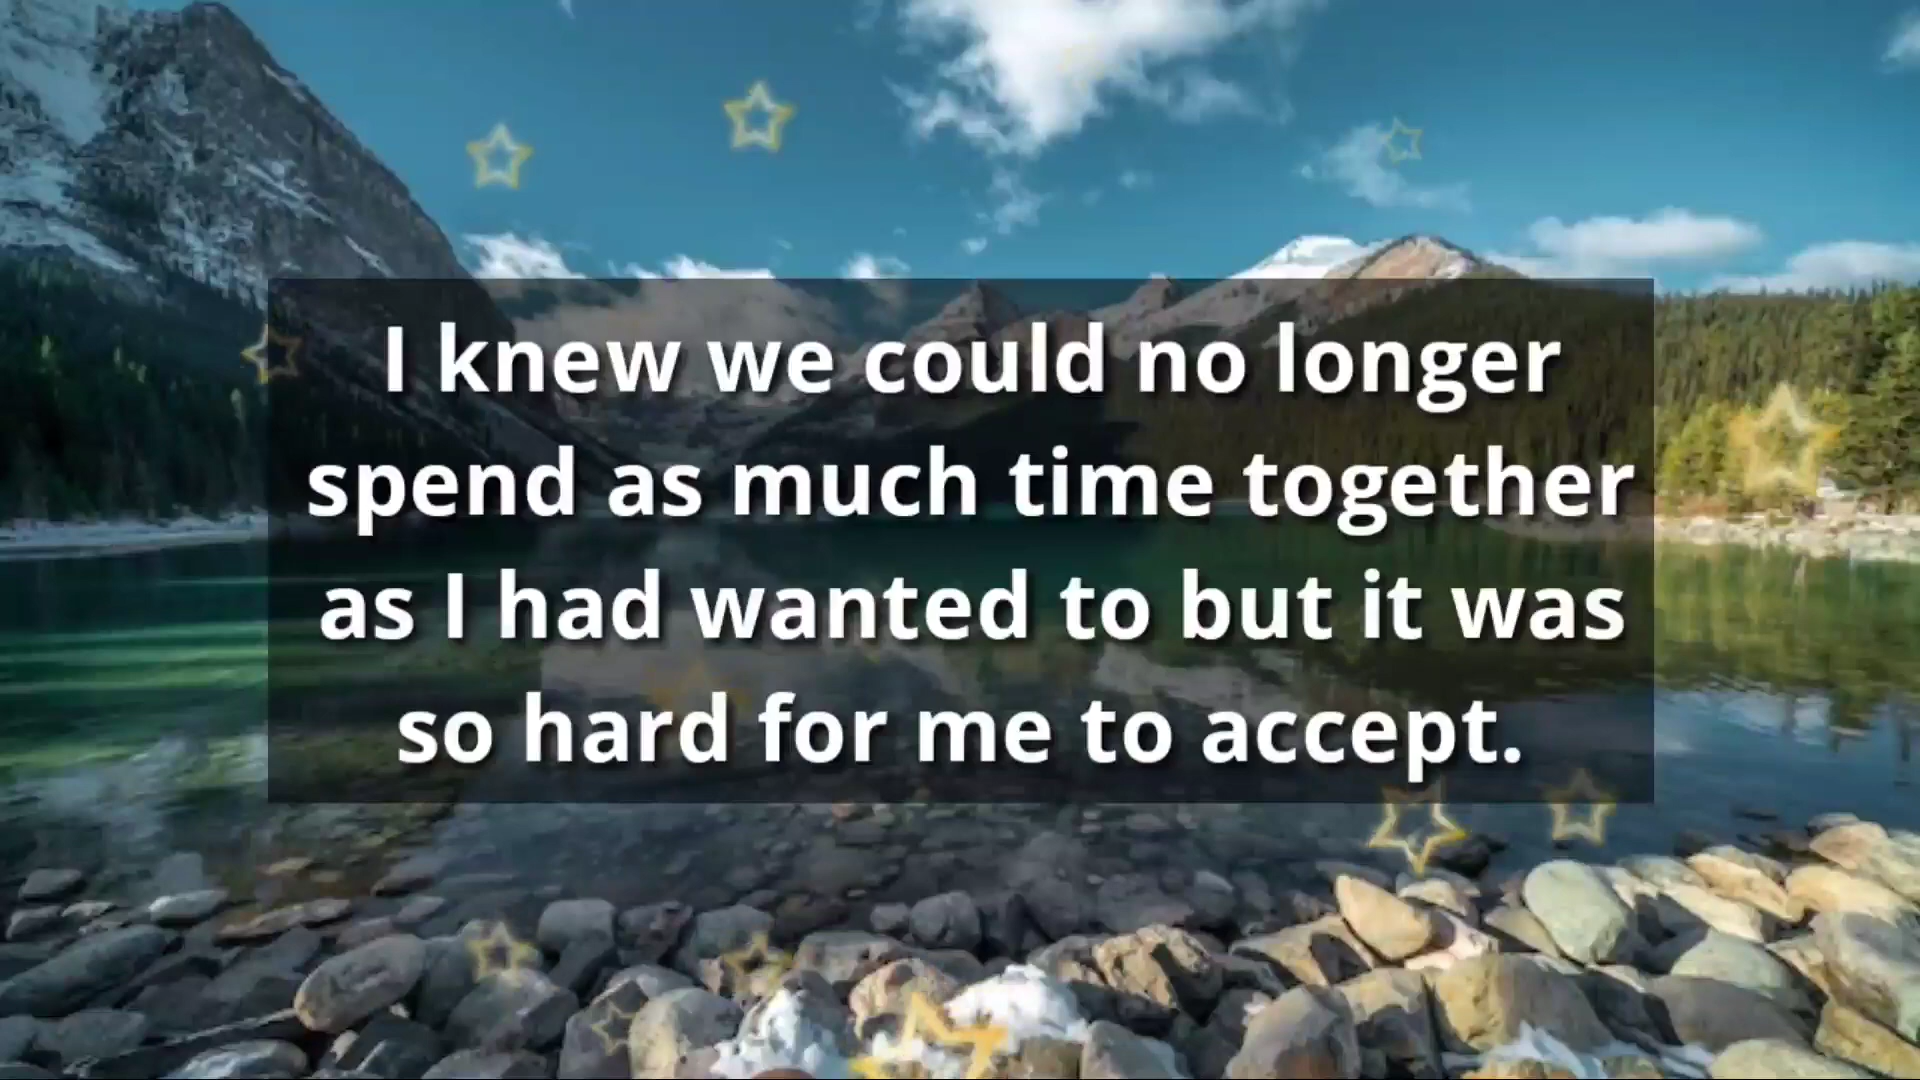 I knew we could no longer
spend as much time together
as I had wanted to but it was
so hard for me to accept.